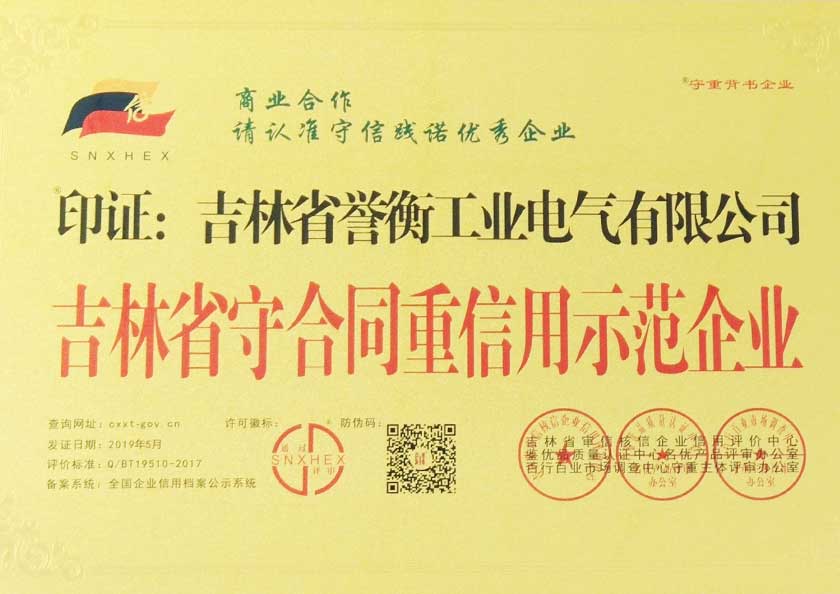 信
SNXHEX
商业合作
请认准守信践诺优秀企业
®守重背书企业
®印证：吉林省誉衡工业电气有限公司
吉林省守合同重信用示范企业
查询网址：cxxt-gov.cn
发证日期：2019年5月
评价标准：Q/BT19510-2017
备案系统：全国企业信用档案公示系统
许可徽标：
®
通过
SNXHEX
评审
防伪码：
吉林省审信核信企业信用评价中心
鉴优鉴质量认证中心名优产品评审办公室
百行百业市场调查中心守重主体评审办公室